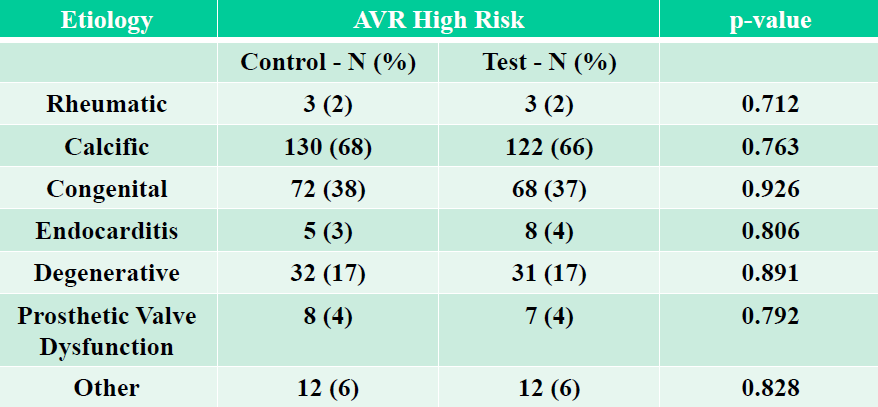 Etiology AVR High Risk p-value
Control - N (%) Test - N (%)
Rheumatic 3 (2) 3 (2) 0.712
Calcific 130 (68) 122 (66) 0.763
Congenital 72 (38) 68 (37) 0.926
Endocarditis 5 (3) 8 (4) 0.806
Degenerative 32 (17) 31 (17) 0.891
Prosthetic Valve 8 (4) 7 (4) 0.792
Dysfunction
Other 12 (6) 12 (6) 0.828